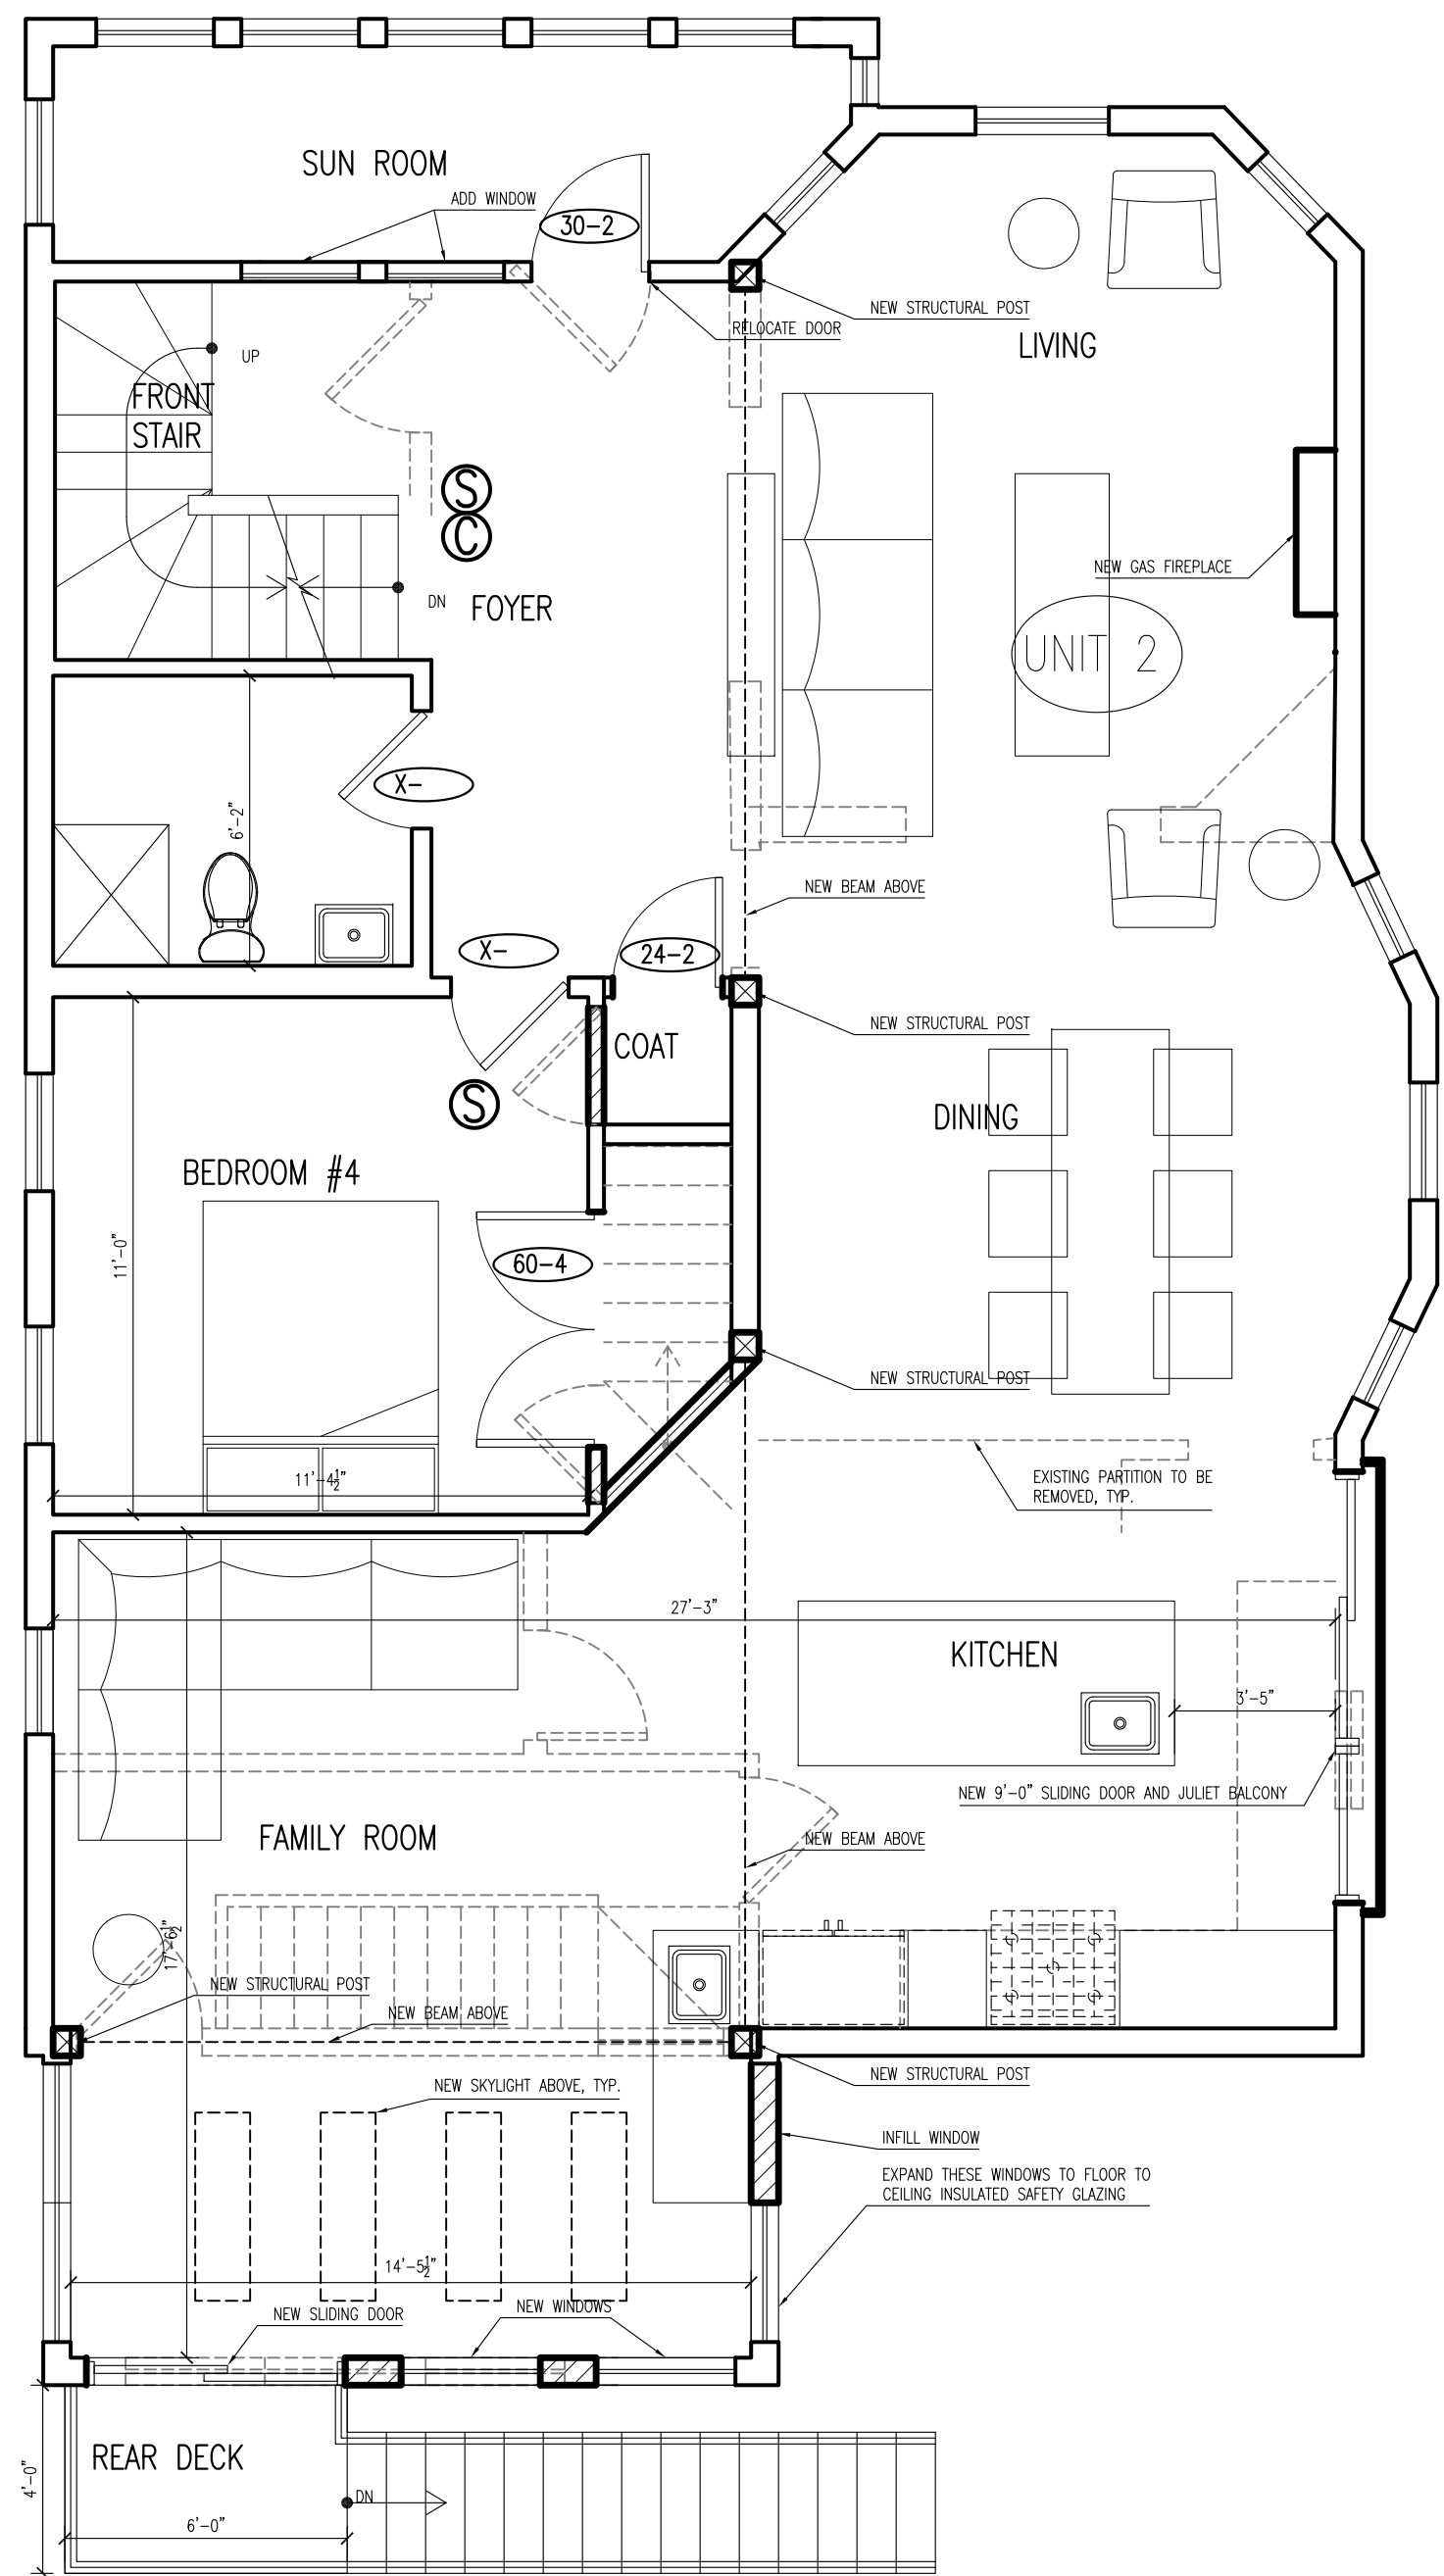 SUN ROOM
ADD WINDOW
30-2
NEW STRUCTURAL POST
RELOCATE DOOR
LIVING
UP
FRONT
STAIR
S
C
NEW GAS FIREPLACE
DN
FOYER
UNIT 2
X-
6'-2"
NEW BEAM ABOVE
X-
24-2
NEW STRUCTURAL POST
COAT
S
DINING
BEDROOM #4
11'-0"
60-4
NEW STRUCTURAL POST
11'-4½"
EXISTING PARTITION TO BE
REMOVED, TYP.
27'-3"
KITCHEN
3'-5"
NEW 9'-0" SLIDING DOOR AND JULIET BALCONY
FAMILY ROOM
NEW BEAM ABOVE
17'-6½"
NEW STRUCTURAL POST
NEW BEAM ABOVE
NEW STRUCTURAL POST
NEW SKYLIGHT ABOVE, TYP.
INFILL WINDOW
EXPAND THESE WINDOWS TO FLOOR TO
CEILING INSULATED SAFETY GLAZING
14'-5½"
NEW SLIDING DOOR
NEW WINDOWS
REAR DECK
4'-0"
DN
6'-0"